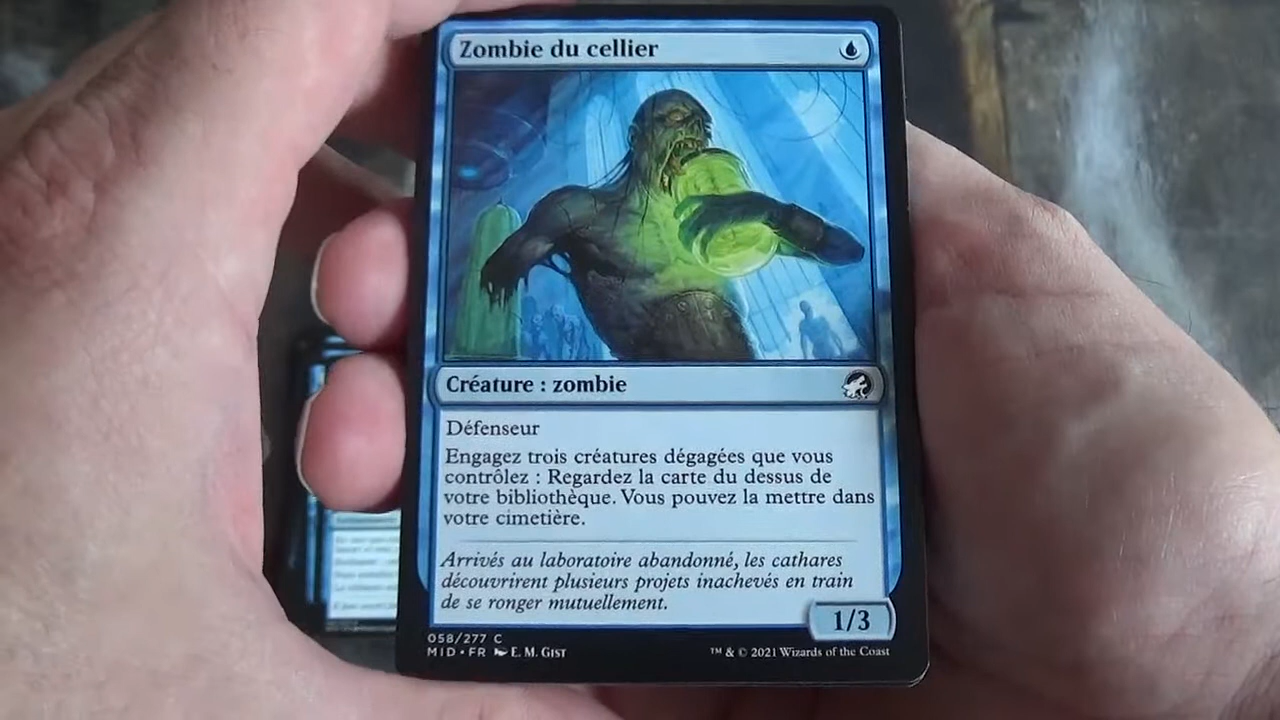 Zombie du cellier
Créature : zombie
Défenseur
Engagez trois créatures dégagées que vous
contrôlez : Regardez la carte du dessus de
votre bibliothèque. Vous pouvez la mettre dans
votre cimetière.
Arrivés au laboratoire abandonné, les cathares
découvrirent plusieurs projets inachevés en train
de se ronger mutuellement.
1/3
058/277 C
MID • FR E. M. GIST
™ & © 2021 Wizards of the Coast